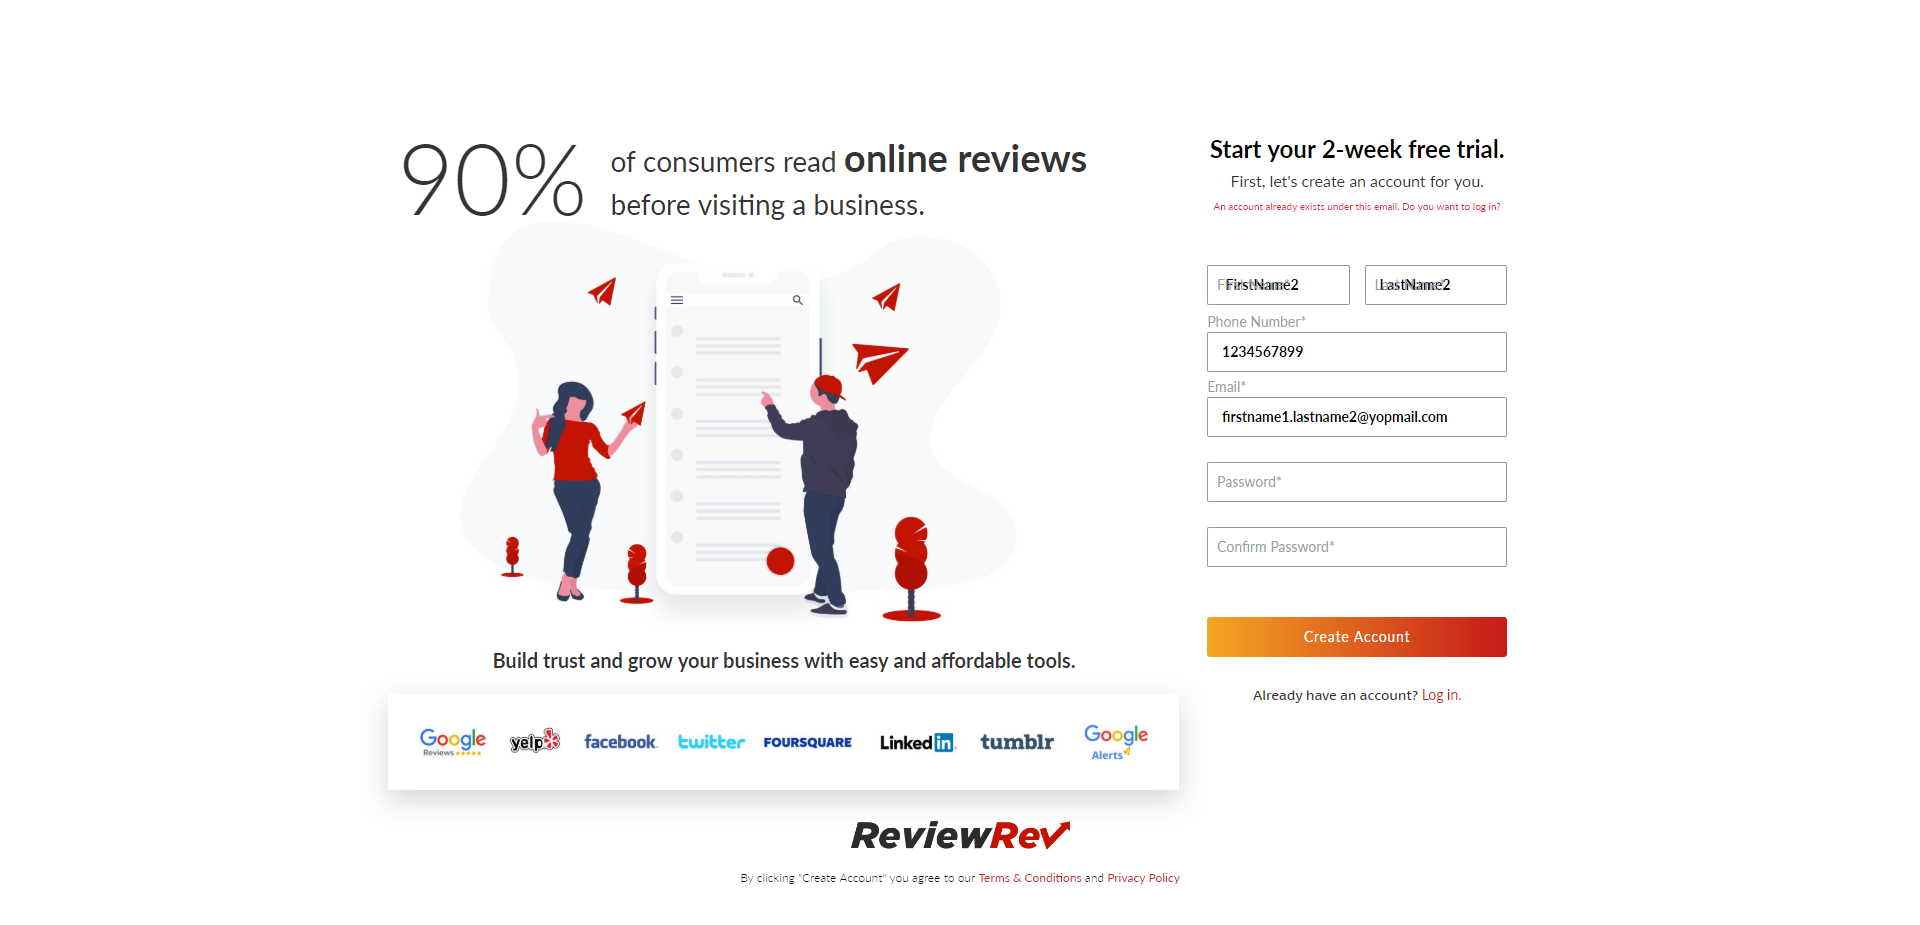 90%
of consumers read online reviews
before visiting a business.
Build trust and grow your business with easy and affordable tools.
Google Reviews
yelp
facebook.
twitter
FOURSQUARE
LinkedIn
tumblr
Google Alerts
Start your 2-week free trial.
First, let's create an account for you.
An account already exists under this email, Do you want to log in?
First Name*
FirstName2
Last Name*
LastName2
Phone Number*
1234567899
Email*
firstname1.lastname2@yopmail.com
Password*
Confirm Password*
Create Account
Already have an account? Log in.
ReviewRev
By clicking "Create Account" you agree to our Terms & Conditions and Privacy Policy